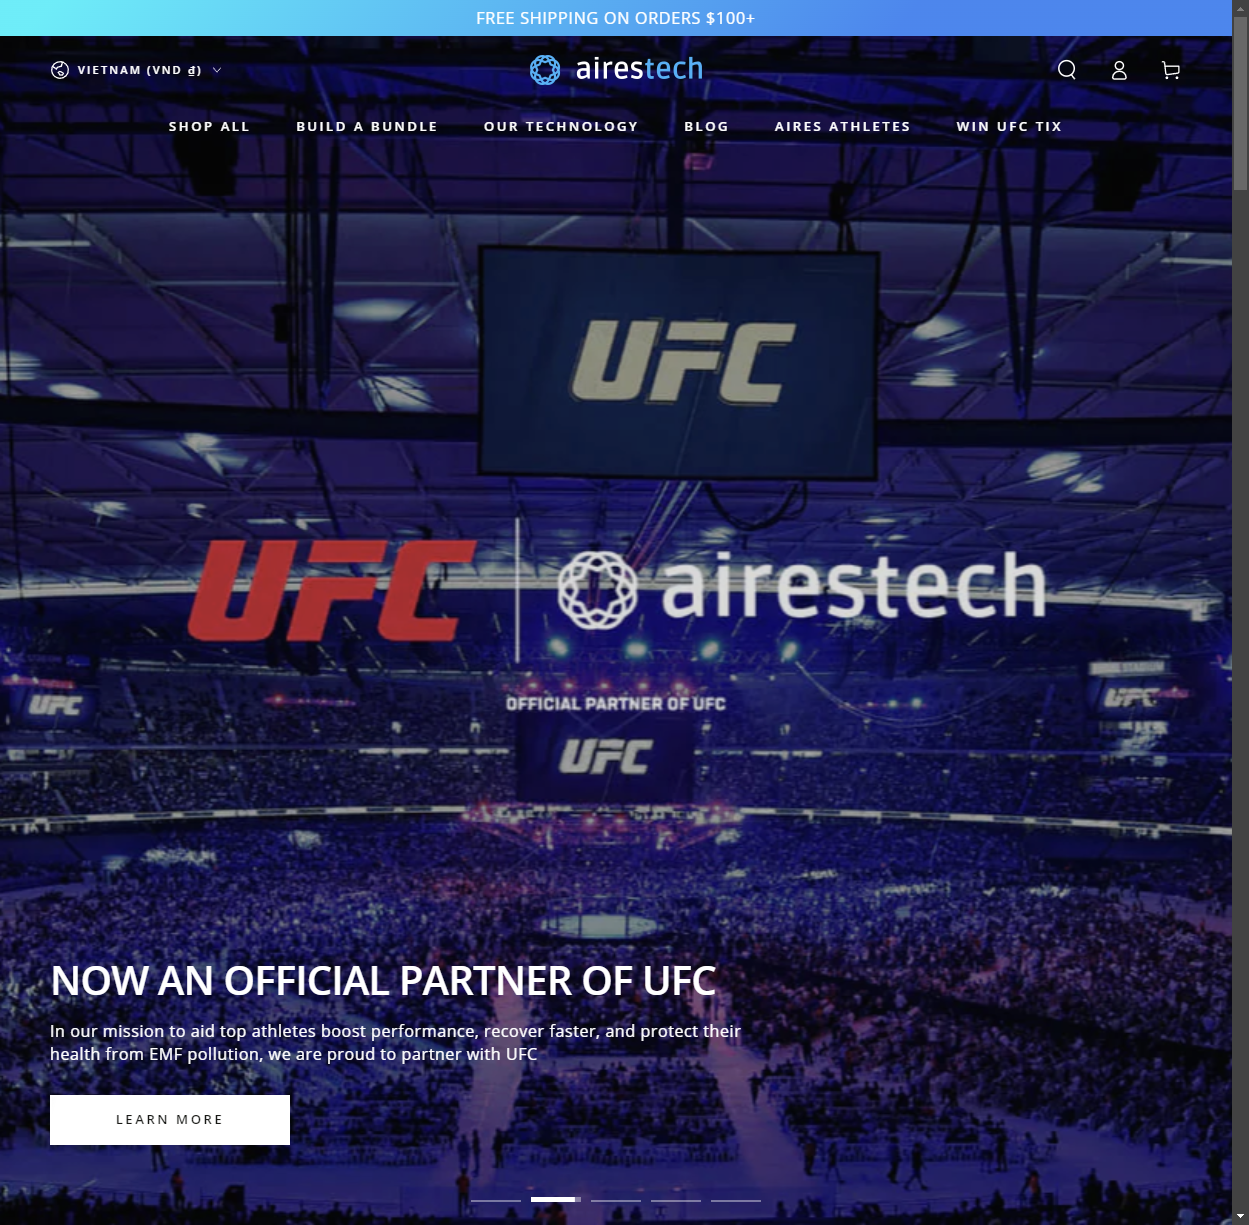 FREE SHIPPING ON ORDERS $100+
VIETNAM (VND ₫)
airestech
SHOP ALL
BUILD A BUNDLE
OUR TECHNOLOGY
BLOG
AIRES ATHLETES
WIN UFC TIX
UFC
UFC
airestech
UFC
UFC
OFFICIAL PARTNER OF UFC
UFC
NOW AN OFFICIAL PARTNER OF UFC
In our mission to aid top athletes boost performance, recover faster, and protect their
health from EMF pollution, we are proud to partner with UFC
LEARN MORE